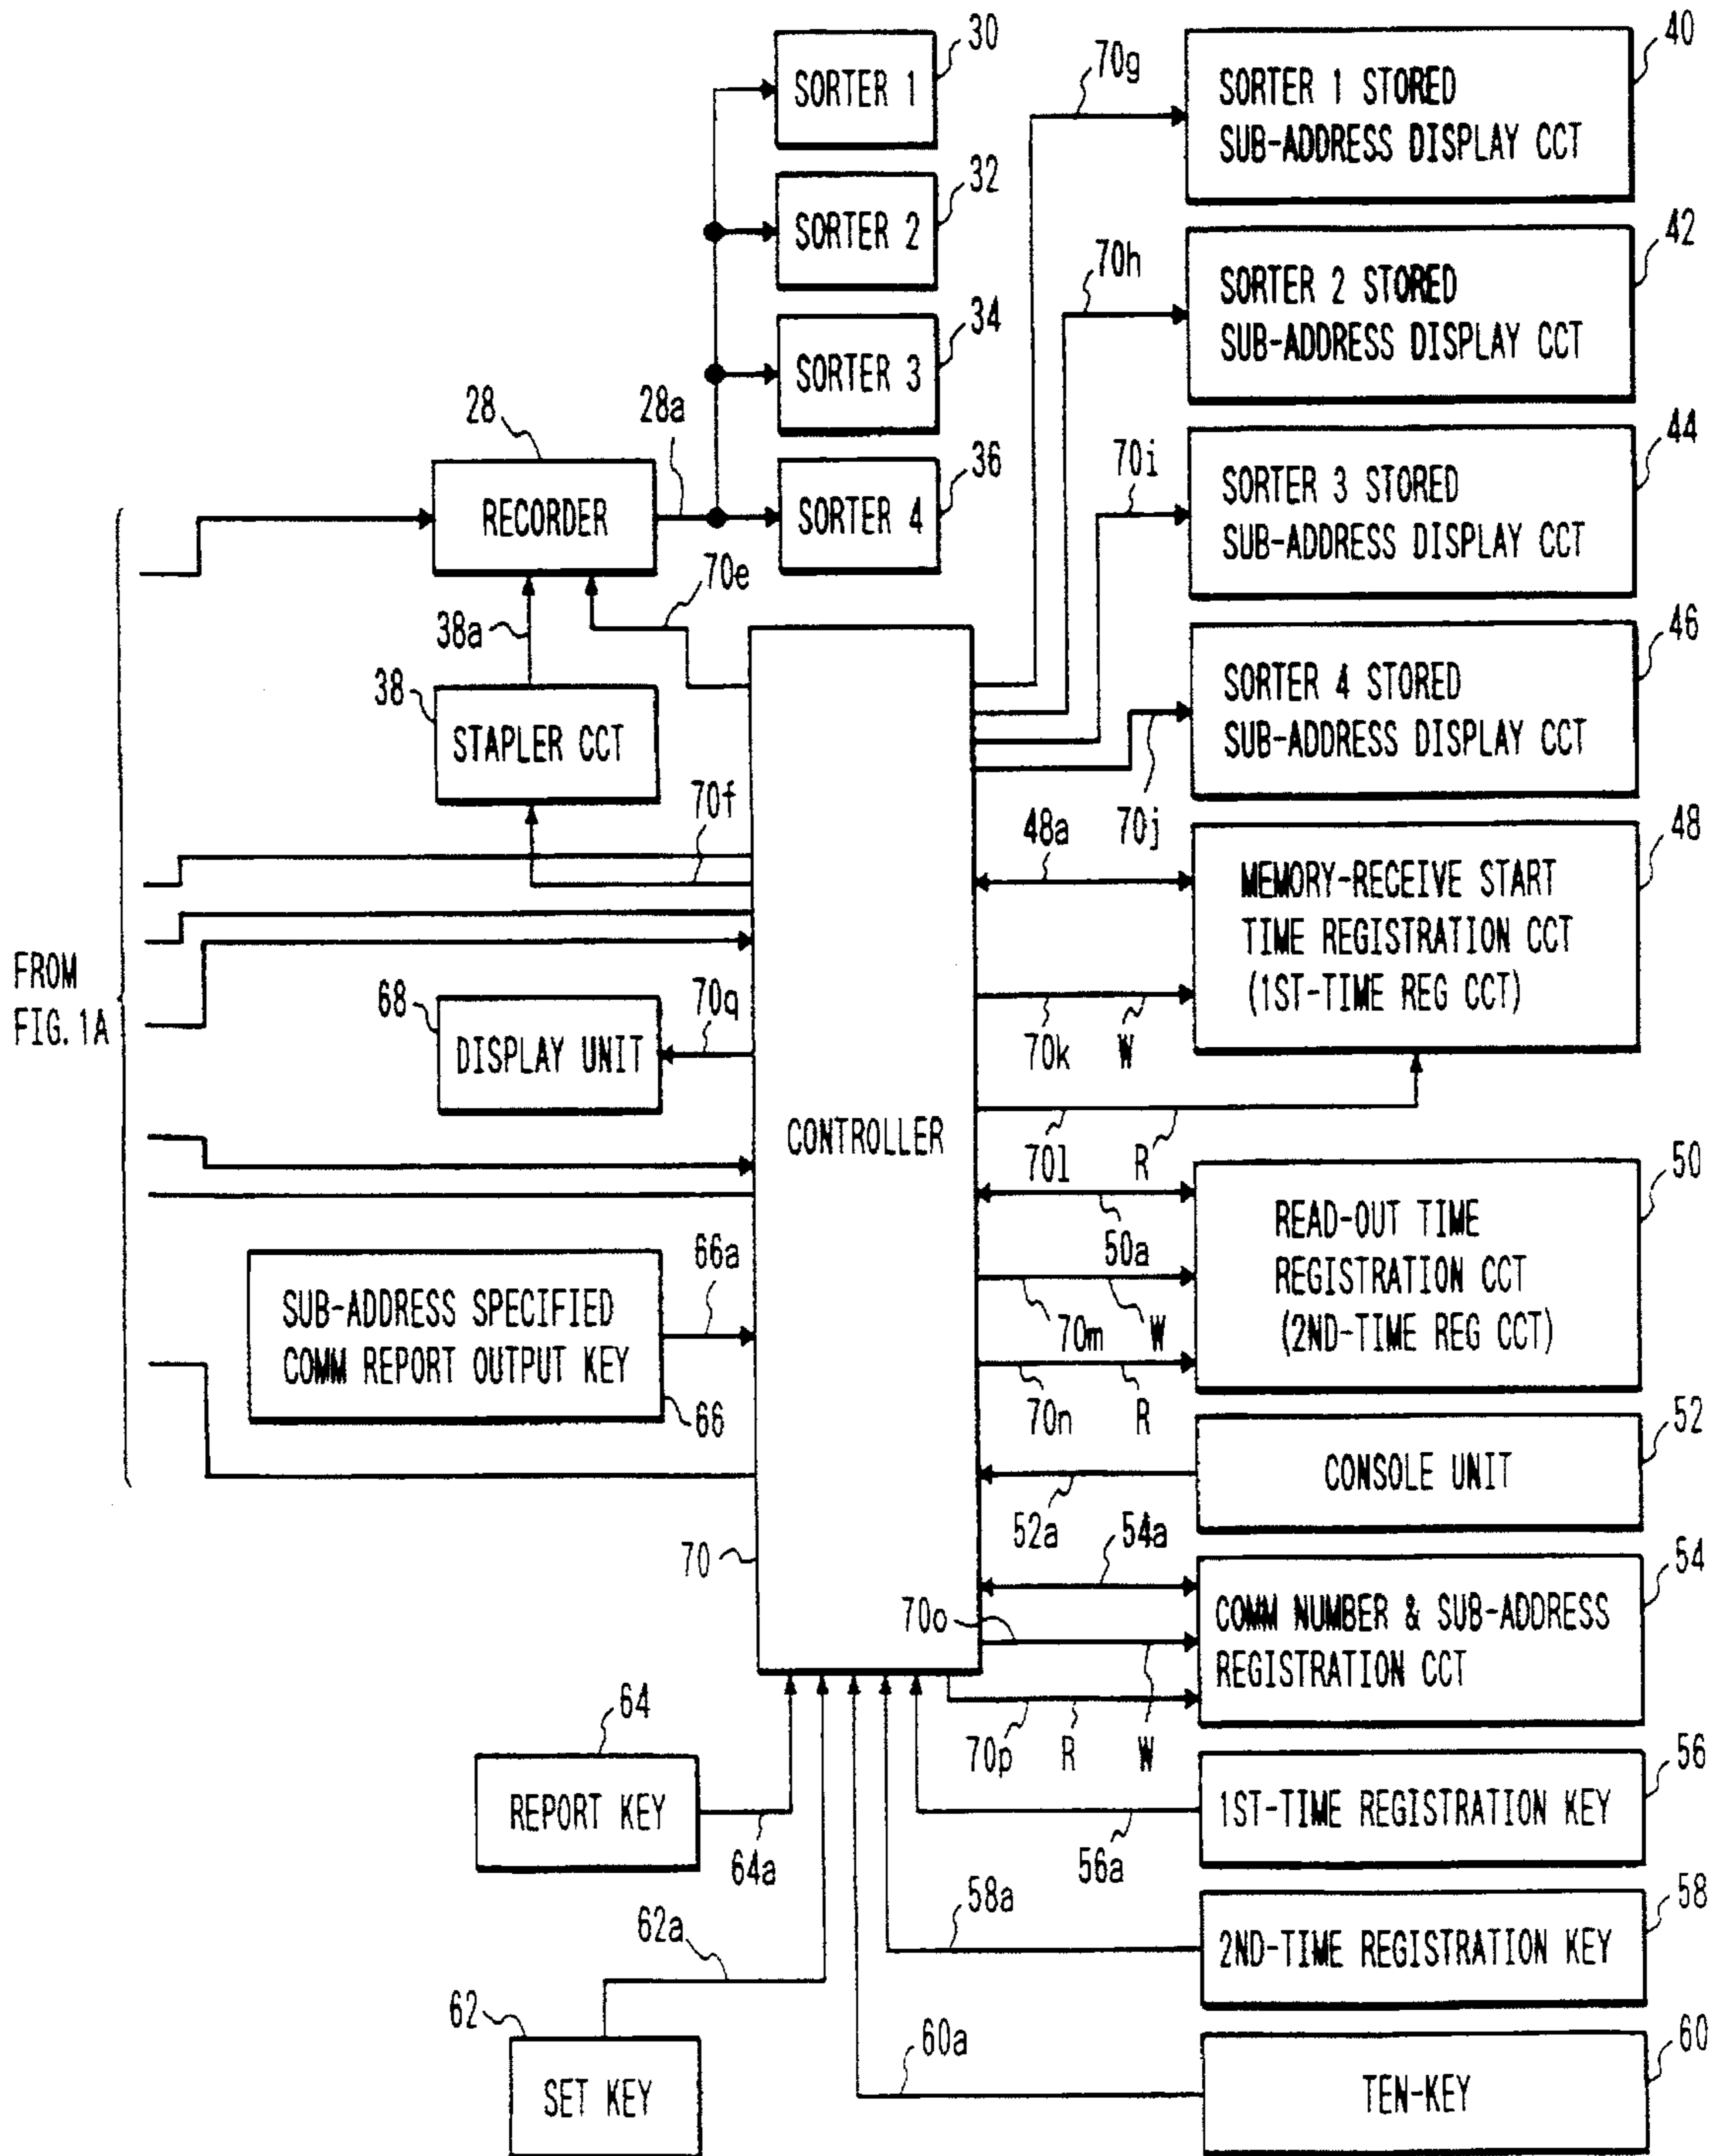 30
SORTER 1
32
SORTER 2
34
SORTER 3
36
SORTER 4
28
28a
RECORDER
70e
38a
38
STAPLER CCT
70f
FROM
FIG. 1A
68
70q
DISPLAY UNIT
66a
SUB-ADDRESS SPECIFIED
COMM REPORT OUTPUT KEY
66
CONTROLLER
70
70g
40
SORTER 1 STORED
SUB-ADDRESS DISPLAY CCT
70h
42
SORTER 2 STORED
SUB-ADDRESS DISPLAY CCT
70i
44
SORTER 3 STORED
SUB-ADDRESS DISPLAY CCT
46
SORTER 4 STORED
SUB-ADDRESS DISPLAY CCT
70j
48a
48
MEMORY-RECEIVE START
TIME REGISTRATION CCT
(1ST-TIME REG CCT)
70k W
70l R
50
READ-OUT TIME
REGISTRATION CCT
(2ND-TIME REG CCT)
50a
70m W
70n R
52
CONSOLE UNIT
52a
54a
54
COMM NUMBER & SUB-ADDRESS
REGISTRATION CCT
70o
70p R W
56
1ST-TIME REGISTRATION KEY
56a
58
2ND-TIME REGISTRATION KEY
58a
60
TEN-KEY
60a
64
REPORT KEY
64a
62a
62
SET KEY